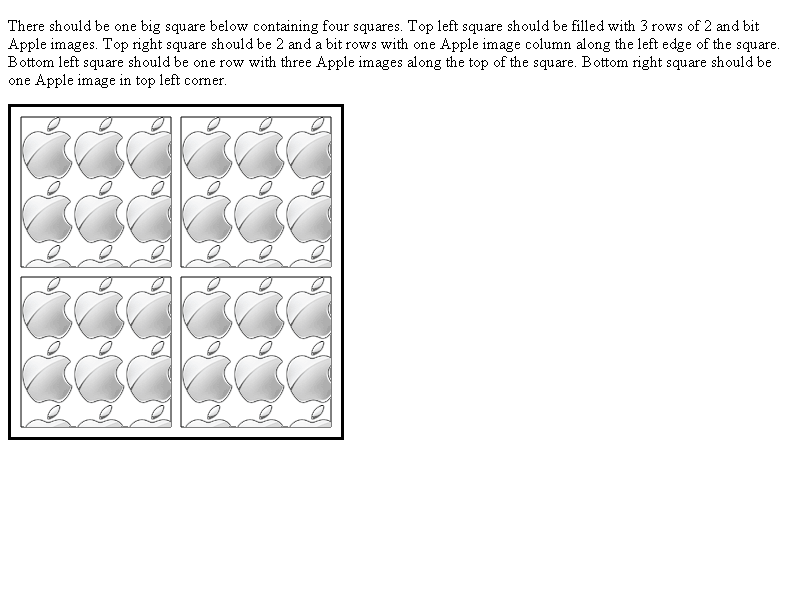 There should be one big square below containing four squares. Top left square should be filled with 3 rows of 2 and bit
Apple images. Top right square should be 2 and a bit rows with one Apple image column along the left edge of the square.
Bottom left square should be one row with three Apple images along the top of the square. Bottom right square should be
one Apple image in top left corner.